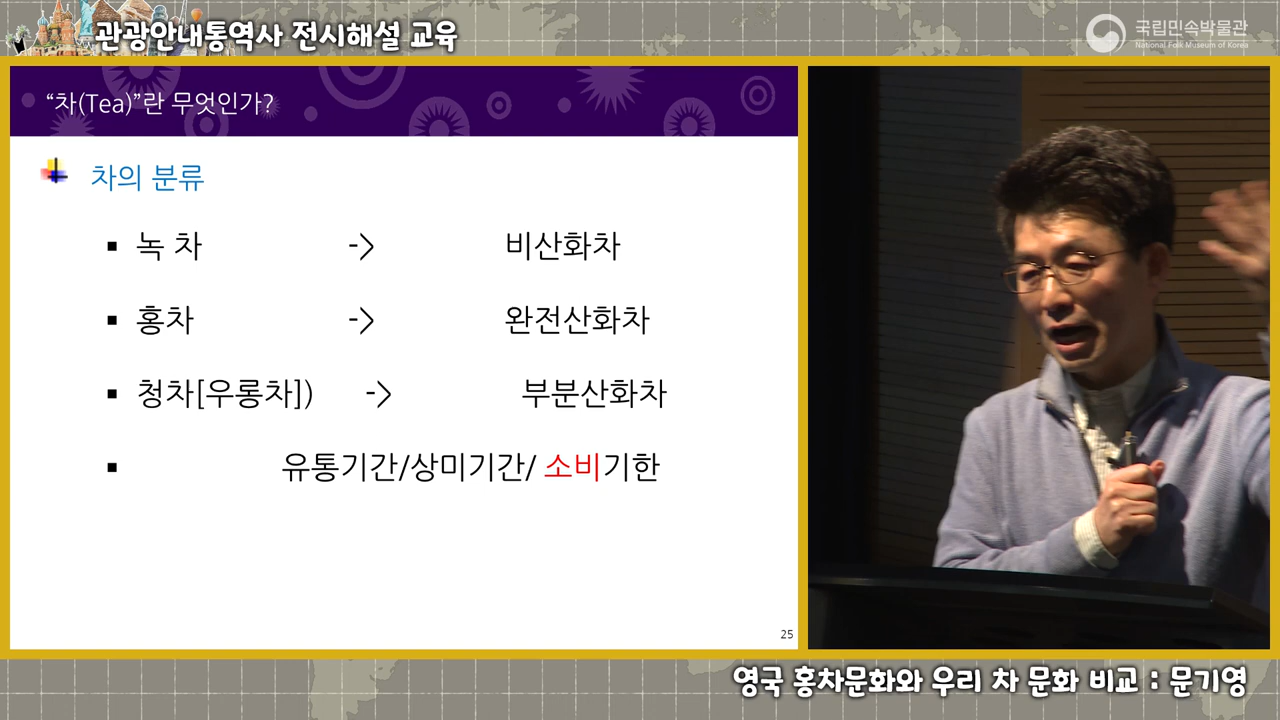 관광안내통역사 전시해설 교육
국립민속박물관
National Folk Museum of Korea
“차(Tea)”란 무엇인가?
차의 분류
▪ 녹 차 -> 비산화차
▪ 홍차 -> 완전산화차
▪ 청차[우롱차]) -> 부분산화차
▪ 유통기간/상미기간/ 소비기한
25
영국 홍차문화와 우리 차 문화 비교 : 문기영